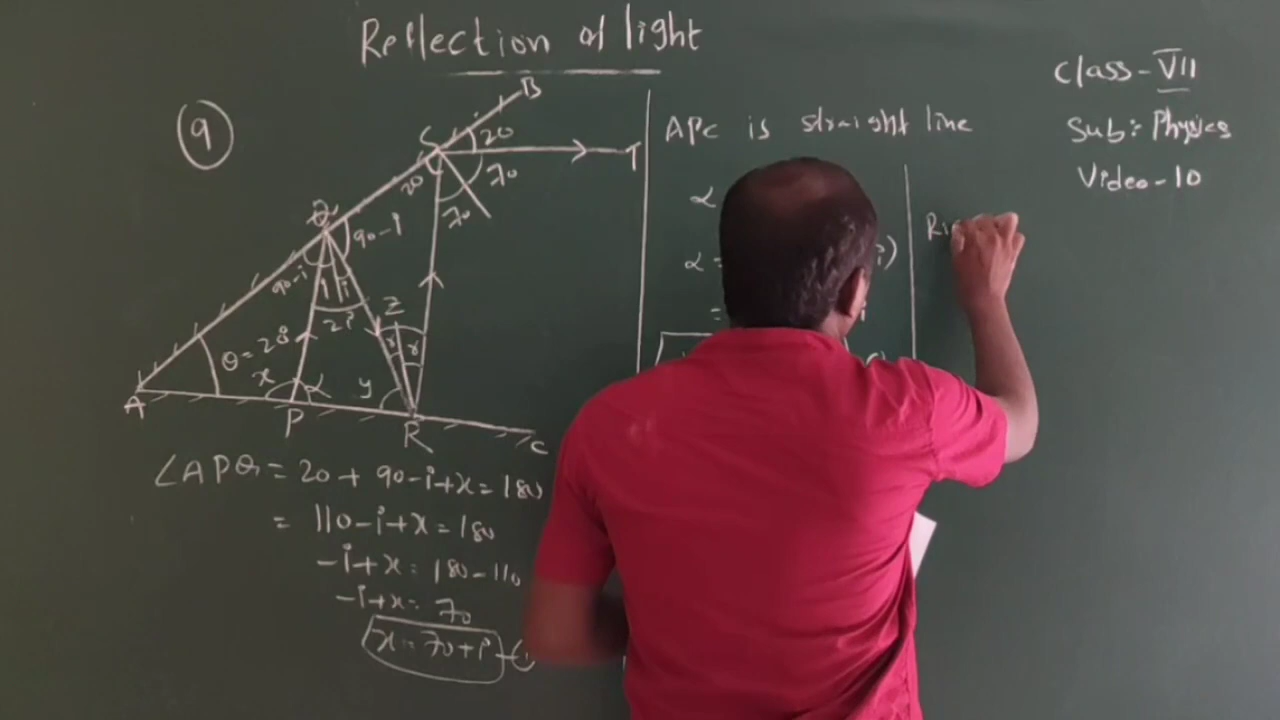 Reflection of light
Class - VII
Sub: Physics
Video - 10
9
B
S
20
T
20
70
70
Q
90-i
90-i
i
i
2i
Z
r
r
θ = 20
x
α
y
A
P
R
C
∠APQ = 20 + 90-i+x = 180
= 110-i+x = 180
-i+x = 180-110
-i+x = 70
x = 70+i
APC is straight line
α
α =
=